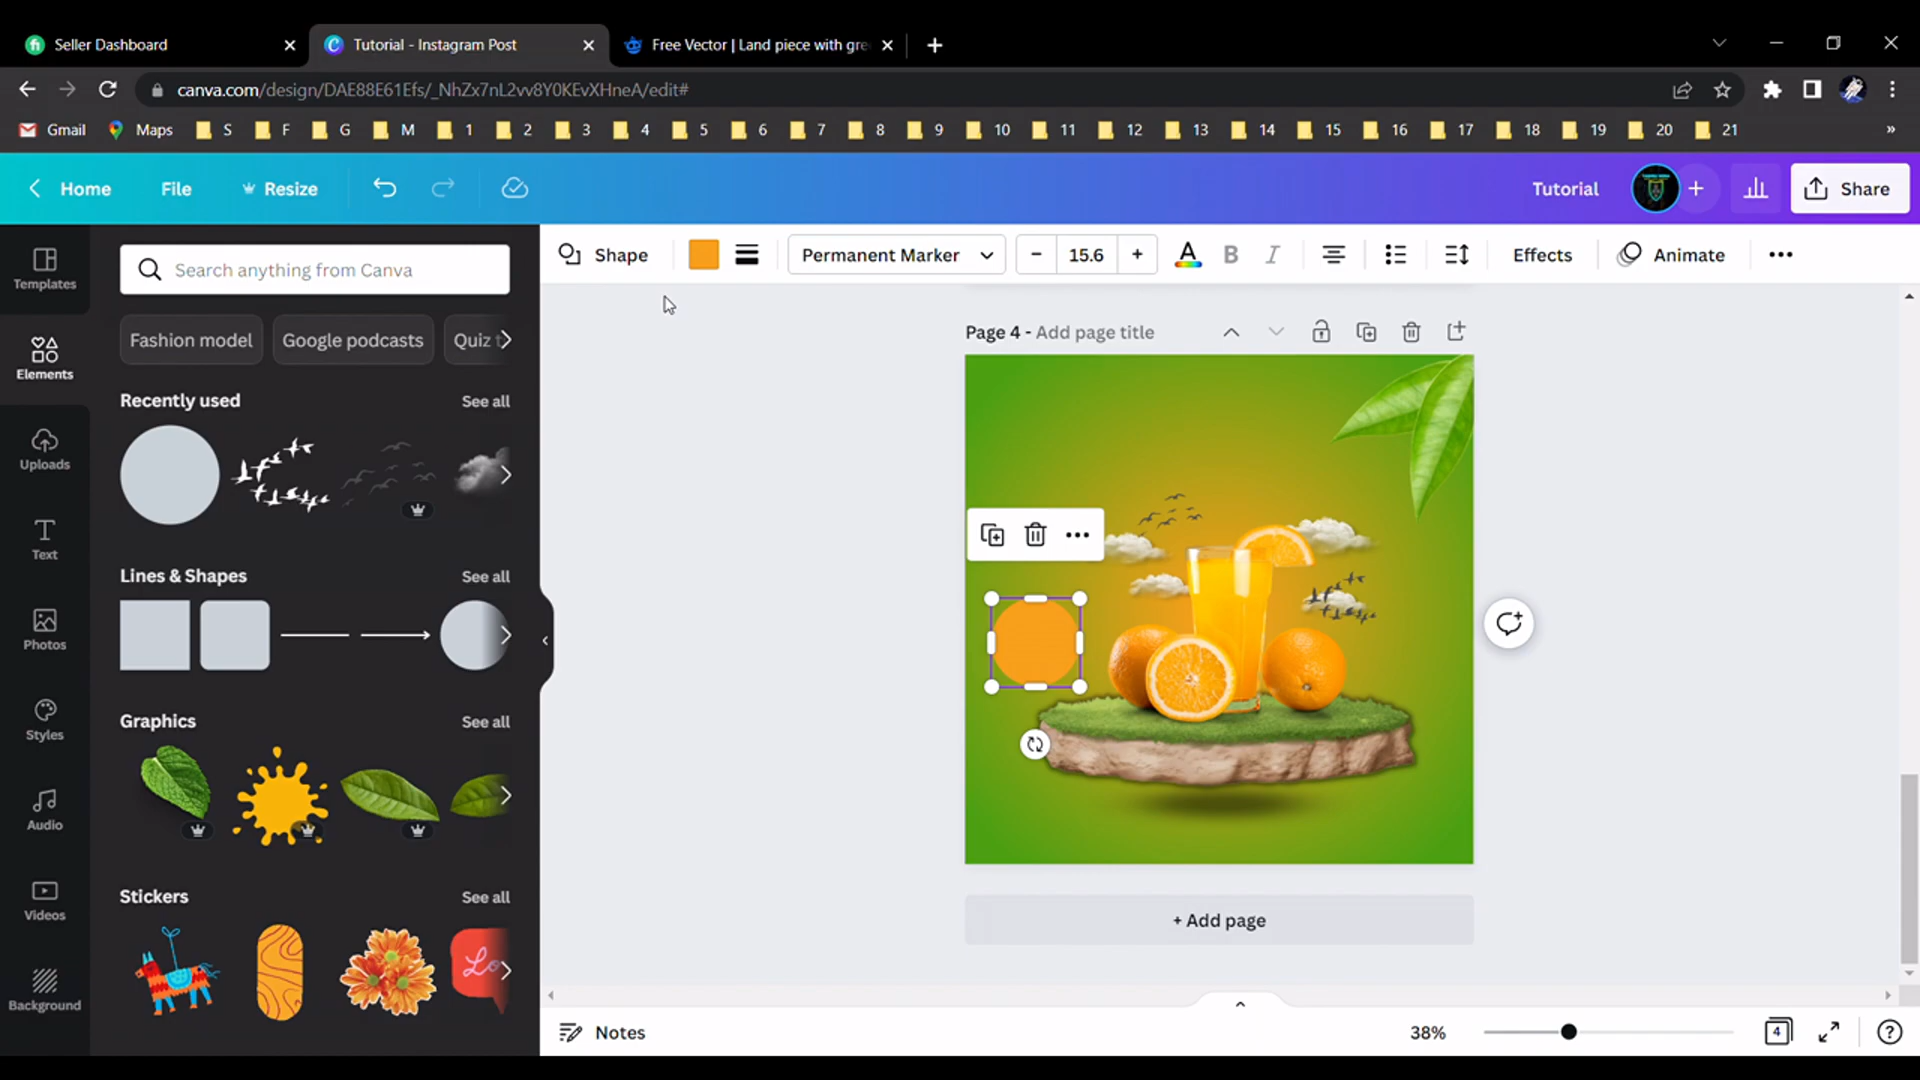 Seller Dashboard
Tutorial - Instagram Post
Free Vector | Land piece with gre
canva.com/design/DAE88E61Efs/_NhZx7nL2vv8Y0KEvXHneA/edit#
Gmail Maps S F G M 1 2 3 4 5 6 7 8 9 10 11 12 13 14 15 16 17 18 19 20 21 »
Home File Resize Tutorial Share
Templates
Elements
Uploads
Text
Photos
Styles
Audio
Videos
Background
Search anything from Canva
Fashion model Google podcasts Quiz
Recently used See all
Lines & Shapes See all
Graphics See all
Stickers See all
Lo
Shape Permanent Marker − 15.6 + A B I Effects Animate
Page 4 - Add page title
+ Add page
Notes 38% 4 ?